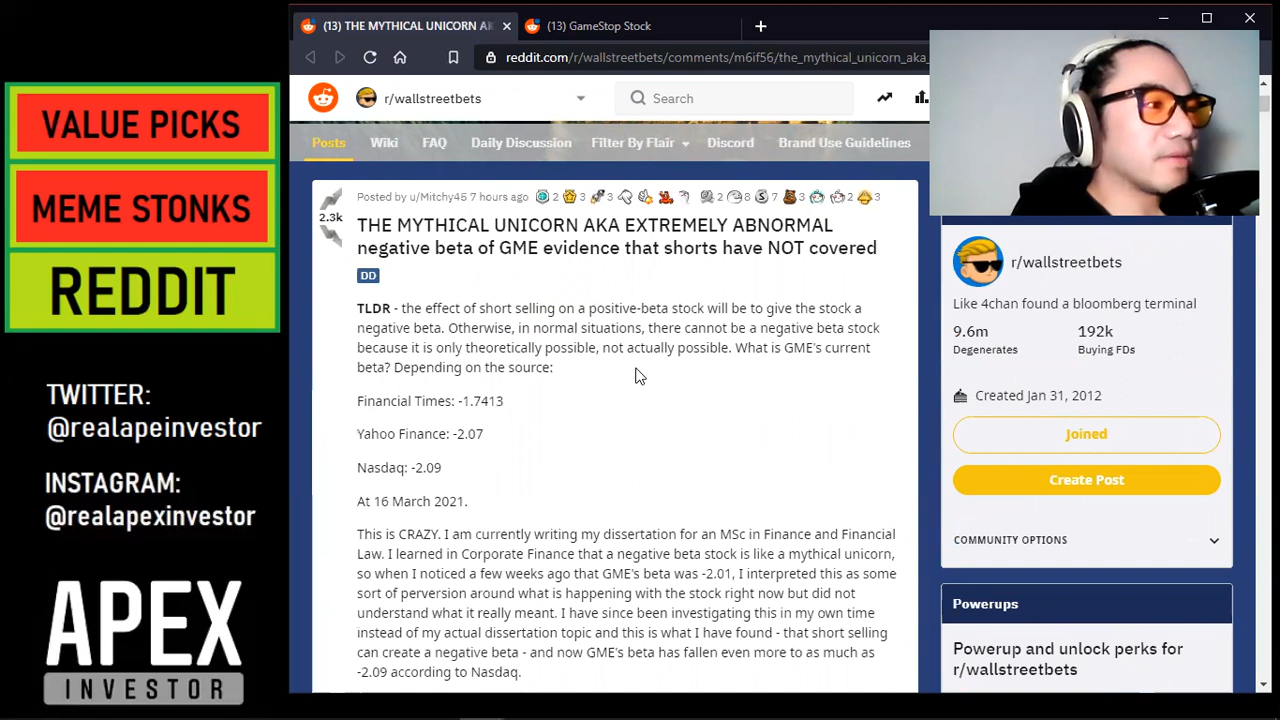 (13) THE MYTHICAL UNICORN AK
(13) GameStop Stock
reddit.com/r/wallstreetbets/comments/m6if56/the_mythical_unicorn_aka_
r/wallstreetbets
Search
Posts Wiki FAQ Daily Discussion Filter By Flair Discord Brand Use Guidelines
VALUE PICKS
MEME STONKS
REDDIT
TWITTER:
@realapeinvestor
INSTAGRAM:
@realapexinvestor
APEX
INVESTOR
2.3k
Posted by u/Mitchy45 7 hours ago 2 3 3 2 8 7 3 2 3
THE MYTHICAL UNICORN AKA EXTREMELY ABNORMAL
negative beta of GME evidence that shorts have NOT covered
DD
TLDR - the effect of short selling on a positive-beta stock will be to give the stock a
negative beta. Otherwise, in normal situations, there cannot be a negative beta stock
because it is only theoretically possible, not actually possible. What is GME's current
beta? Depending on the source:
Financial Times: -1.7413
Yahoo Finance: -2.07
Nasdaq: -2.09
At 16 March 2021.
This is CRAZY. I am currently writing my dissertation for an MSc in Finance and Financial
Law. I learned in Corporate Finance that a negative beta stock is like a mythical unicorn,
so when I noticed a few weeks ago that GME's beta was -2.01, I interpreted this as some
sort of perversion around what is happening with the stock right now but did not
understand what it really meant. I have since been investigating this in my own time
instead of my actual dissertation topic and this is what I have found - that short selling
can create a negative beta - and now GME's beta has fallen even more to as much as
-2.09 according to Nasdaq.
r/wallstreetbets
Like 4chan found a bloomberg terminal
9.6m 192k
Degenerates Buying FDs
Created Jan 31, 2012
Joined
Create Post
COMMUNITY OPTIONS
Powerups
Powerup and unlock perks for
r/wallstreetbets